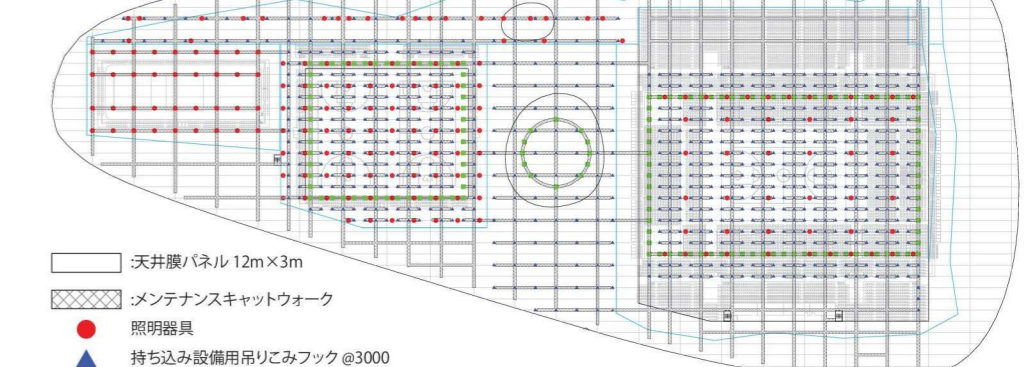 :天井膜パネル 12m×3m
:メンテナンスキャットウォーク
照明器具
持ち込み設備用吊りこみフック @3000